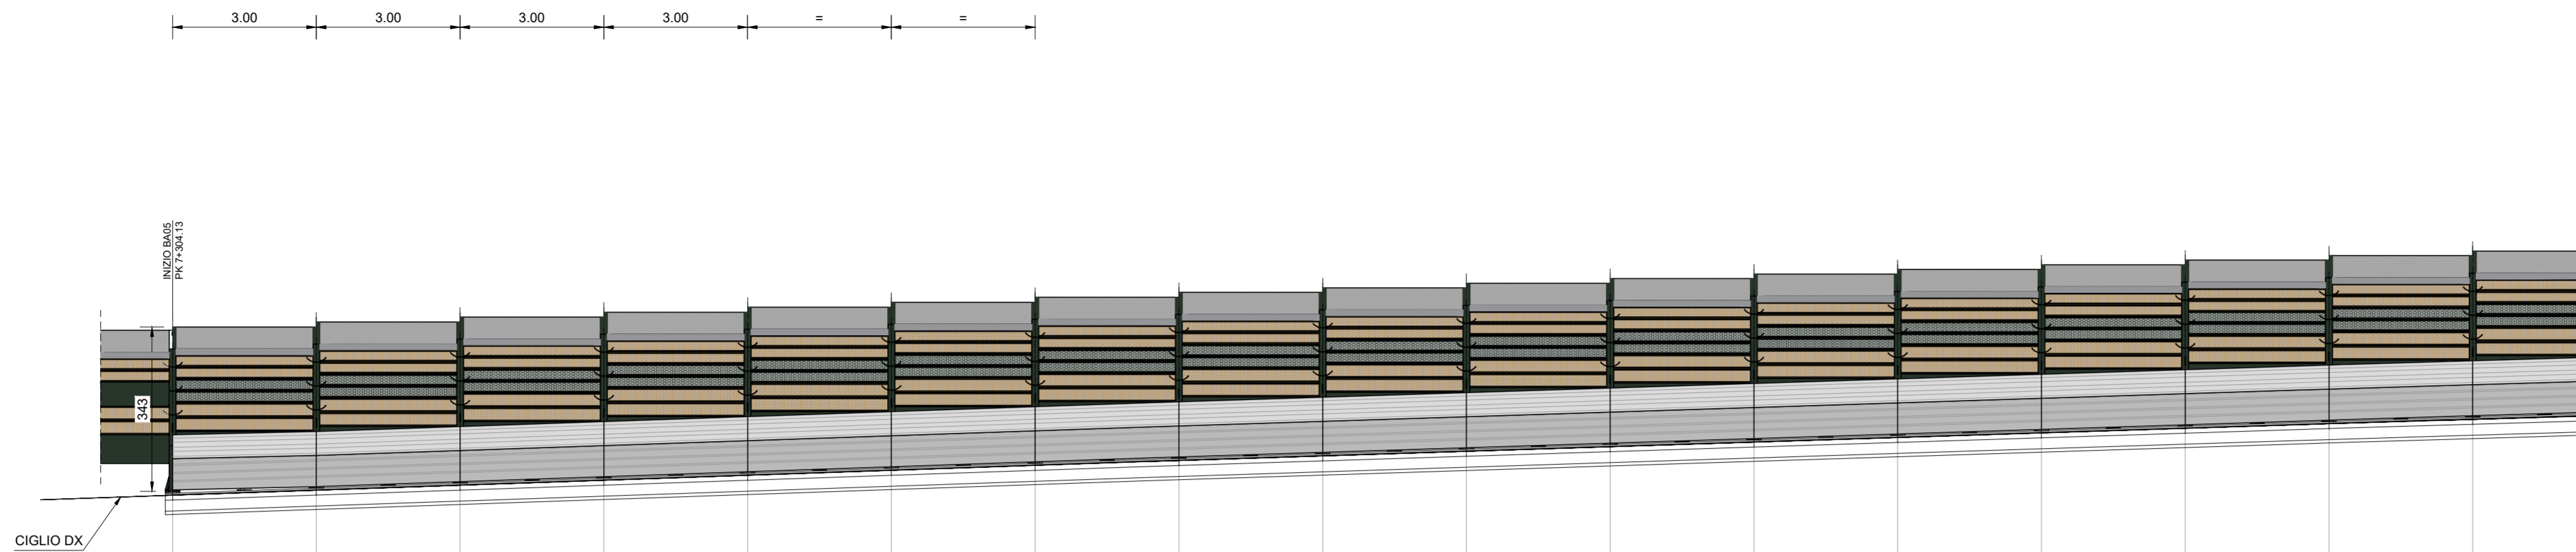 3.00 3.00 3.00 3.00 = =
INIZIO BA05
PK 7+304.13
343
CIGLIO DX